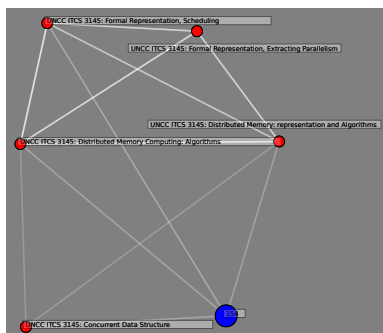 UNCC ITCS 3145: Formal Representation, Scheduling
UNCC ITCS 3145: Formal Representation, Extracting Parallelism
UNCC ITCS 3145: Distributed Memory: representation and Algorithms
UNCC ITCS 3145: Distributed Memory Computing: Algorithms
UNCC ITCS 3145: Concurrent Data Structure